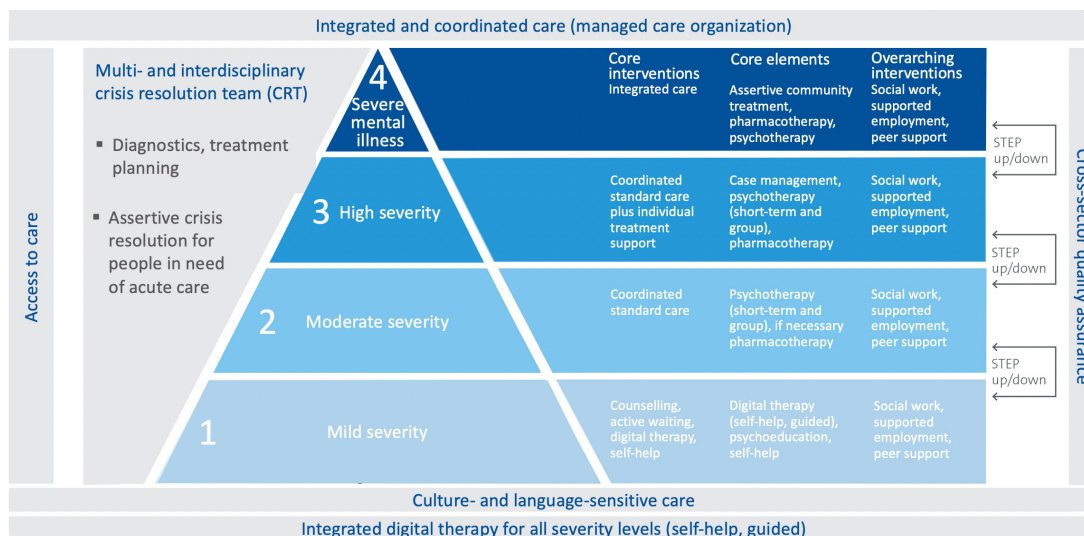 Integrated and coordinated care (managed care organization)
Access to care
Multi- and interdisciplinary
crisis resolution team (CRT)
▪ Diagnostics, treatment
planning
▪ Assertive crisis
resolution for
people in need
of acute care
4
Severe
mental
illness
Core
interventions
Integrated care
Core elements
Assertive community
treatment,
pharmacotherapy,
psychotherapy
Overarching
interventions
Social work,
supported
employment,
peer support
STEP
up/down
3 High severity
Coordinated
standard care
plus individual
treatment
support
Case management,
psychotherapy
(short-term and
group),
pharmacotherapy
Social work,
supported
employment,
peer support
STEP
up/down
2 Moderate severity
Coordinated
standard care
Psychotherapy
(short-term and
group), if necessary
pharmacotherapy
Social work,
supported
employment,
peer support
STEP
up/down
1 Mild severity
Counselling,
active waiting,
digital therapy,
self-help
Digital therapy
(self-help, guided),
psychoeducation,
self-help
Social work,
supported
employment,
peer support
Cross-sector quality assurance
Culture- and language-sensitive care
Integrated digital therapy for all severity levels (self-help, guided)